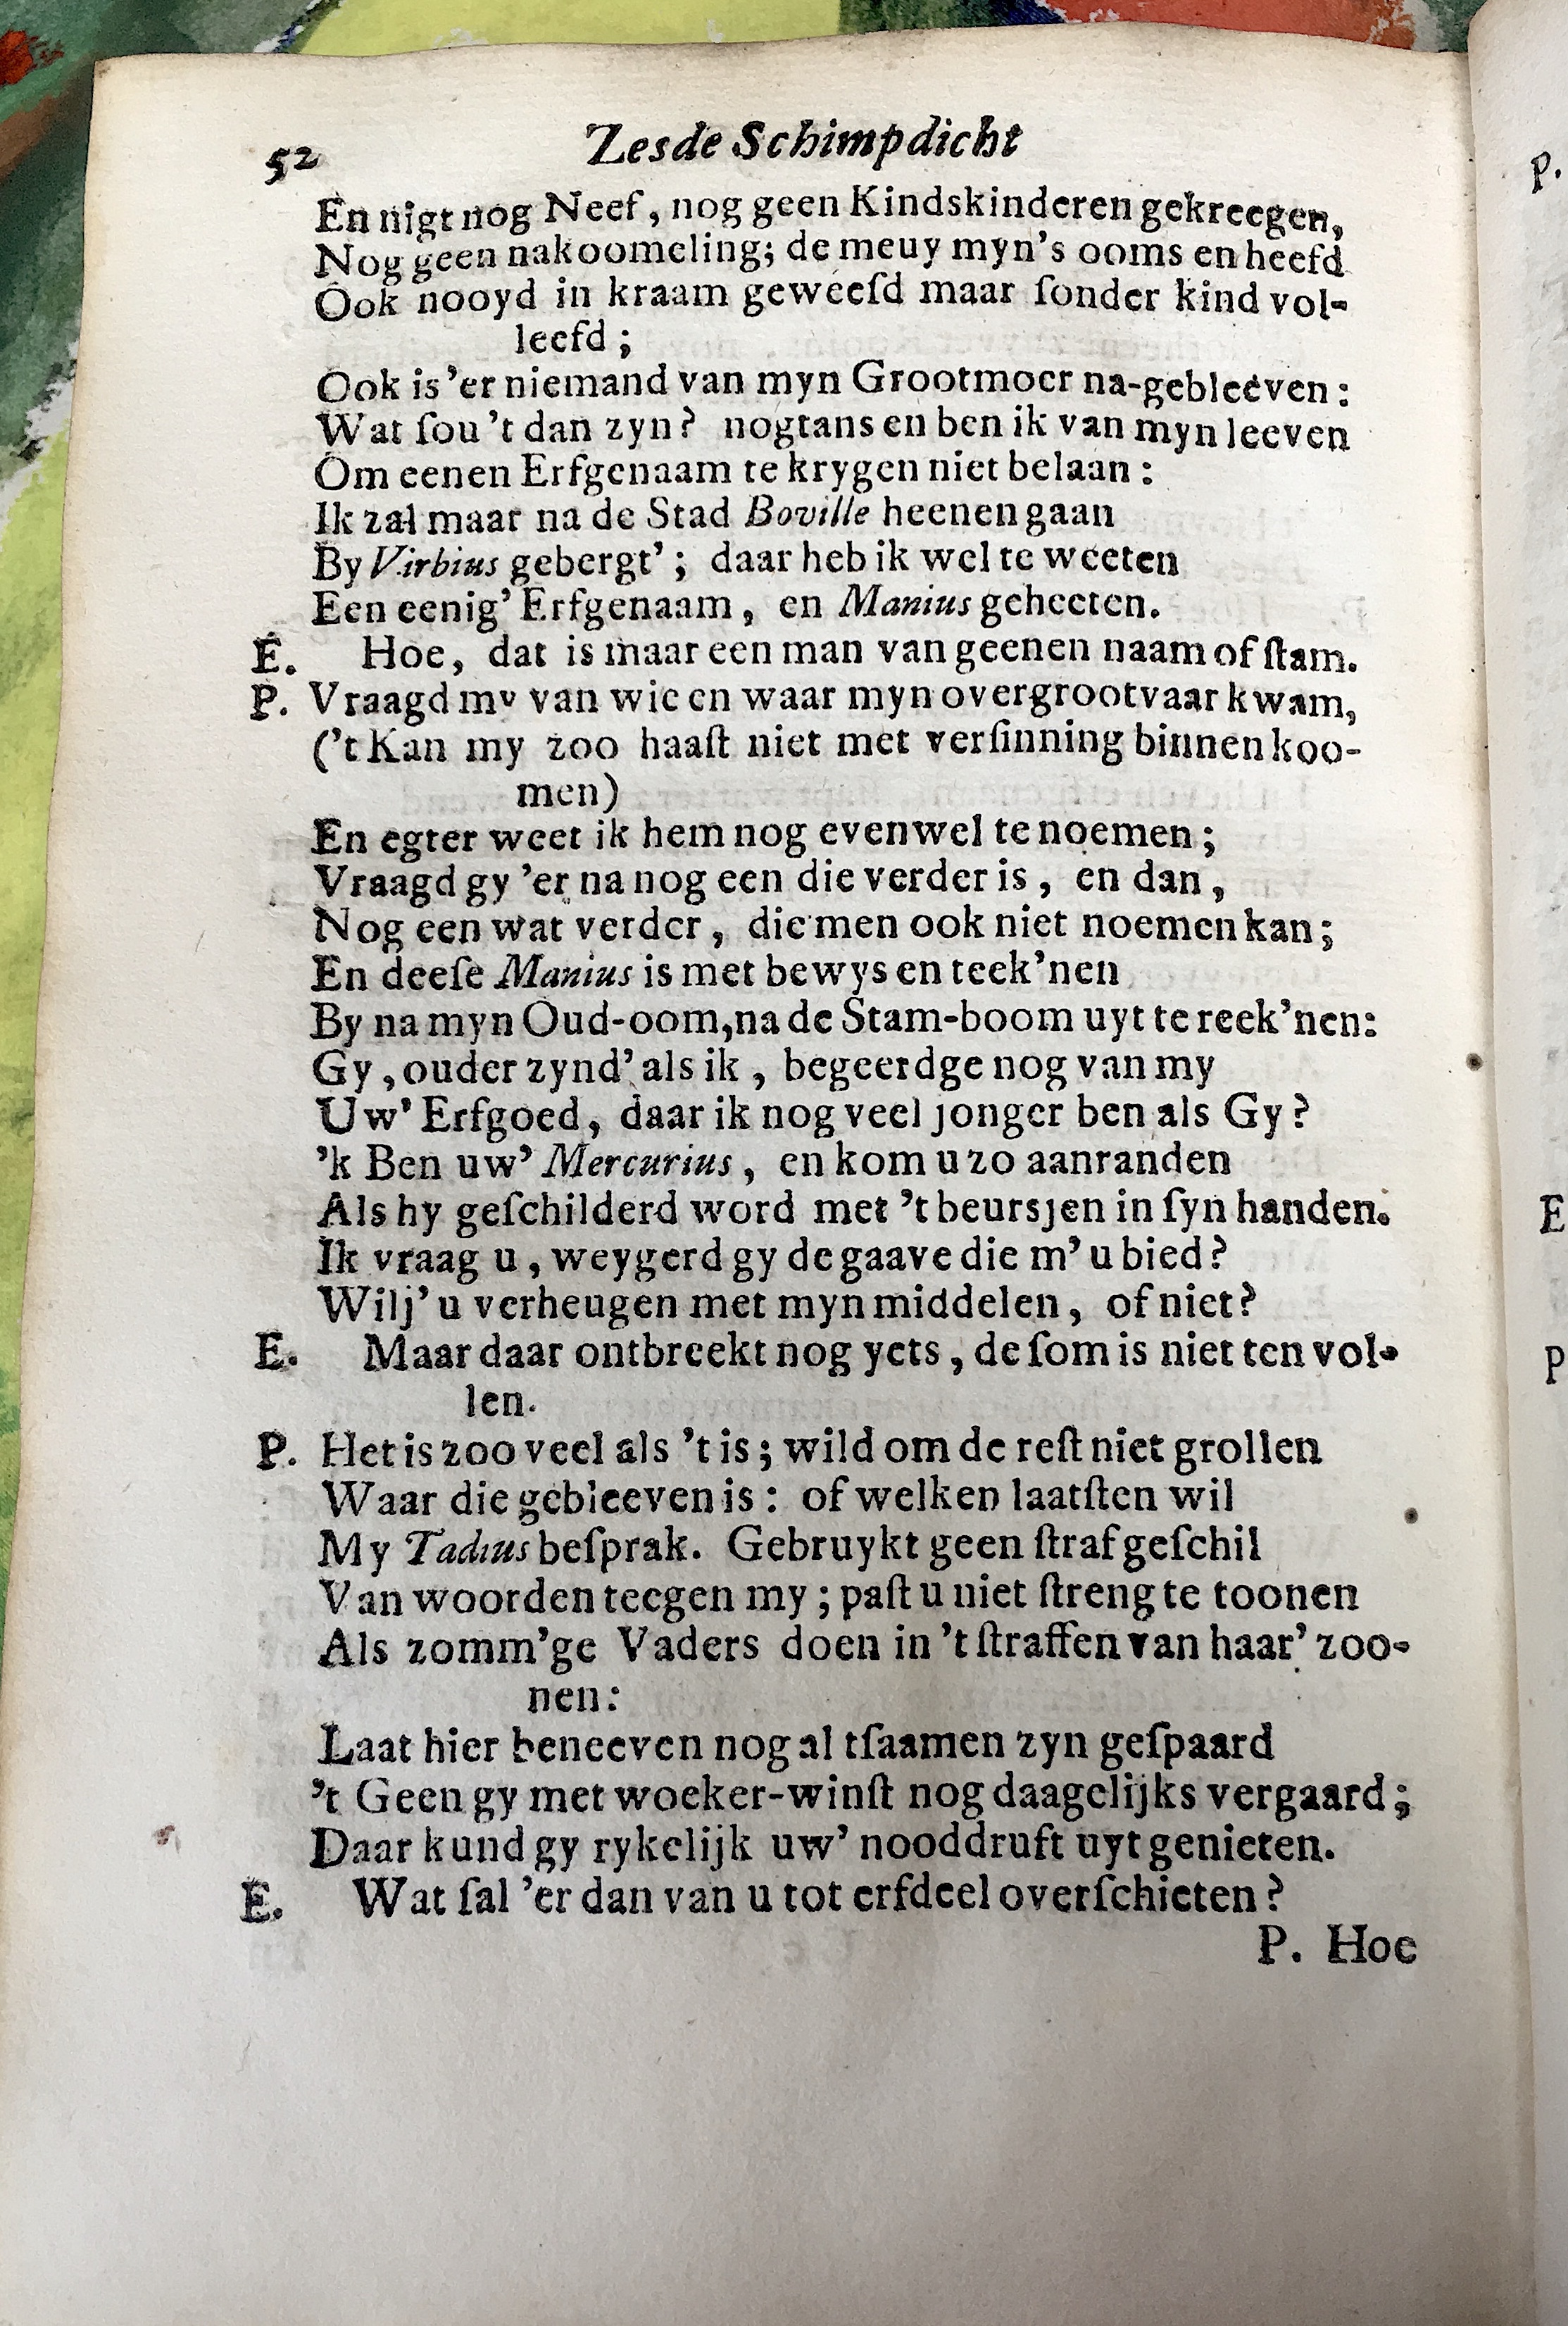 52 Zesde Schimpdicht
En nigt nog Neef, nog geen Kindskinderen gekreegen,
Nog geen nakoomeling; de meuy myn's ooms en heefd
Ook nooyd in kraam geweeſd maar ſonder kind vol-
leefd;
Ook is 'er niemand van myn Grootmoer na-gebleeven:
Wat ſou 't dan zyn? nogtans en ben ik van myn leeven
Om eenen Erfgenaam te krygen niet belaan:
Ik zal maar na de Stad Boville heenen gaan
By Virbius gebergt'; daar heb ik wel te weeten
Een eenig' Erfgenaam, en Manius geheeten.
E. Hoe, dat is maar een man van geenen naam of ſtam.
P. Vraagd my van wie en waar myn overgrootvaar kwam,
('t Kan my zoo haaſt niet met verſinning binnen koo-
men)
En egter weet ik hem nog evenwel te noemen;
Vraagd gy 'er na nog een die verder is, en dan,
Nog een wat verder, die men ook niet noemen kan;
En deeſe Manius is met bewys en teek'nen
By na myn Oud-oom, na de Stam-boom uyt te reek'nen:
Gy, ouder zynd' als ik, begeerdge nog van my
Uw' Erfgoed, daar ik nog veel jonger ben als Gy?
'k Ben uw' Mercurius, en kom u zo aanranden
Als hy geſchilderd word met 't beursjen in ſyn handen.
Ik vraag u, weygerd gy de gaave die m' u bied?
Wilj' u verheugen met myn middelen, of niet?
E. Maar daar ontbreekt nog yets, de ſom is niet ten vol-
len.
P. Het is zoo veel als 't is; wild om de reſt niet grollen
Waar die gebleeven is: of welken laatſten wil
My Tadius beſprak. Gebruykt geen ſtraf geſchil
Van woorden teegen my; paſt u niet ſtreng te toonen
Als zomm'ge Vaders doen in 't ſtraffen van haar' zoo-
nen:
Laat hier beneeven nog al tſaamen zyn geſpaard
't Geen gy met woeker-winſt nog daagelijks vergaard;
Daar kund gy rykelijk uw' nooddruft uyt genieten.
E. Wat ſal 'er dan van u tot erfdeel overſchieten?
P. Hoe
P.
E
P